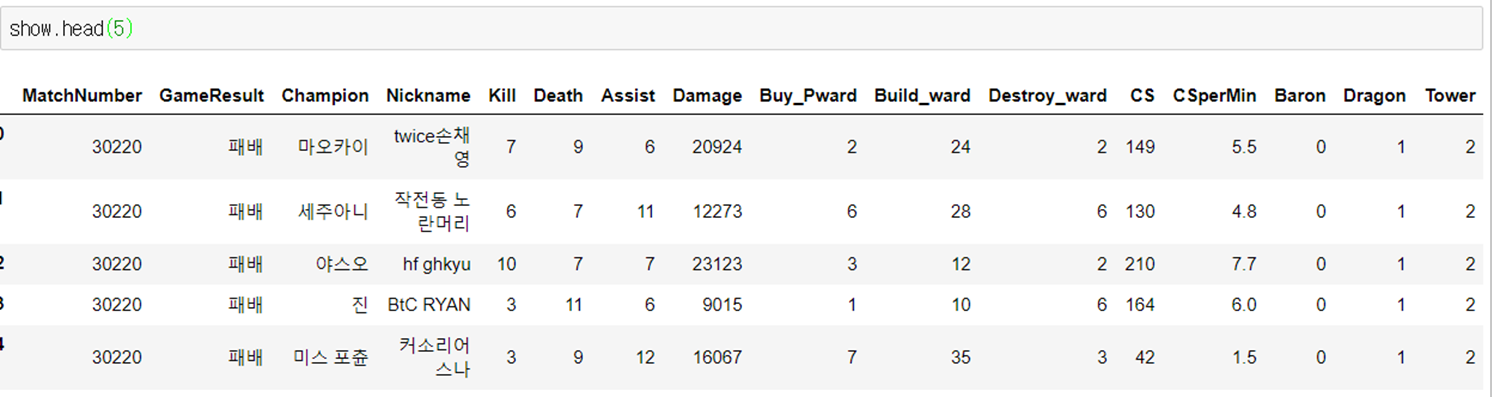 show.head(5)
MatchNumber GameResult Champion Nickname Kill Death Assist Damage Buy_Pward Build_ward Destroy_ward CS CSperMin Baron Dragon Tower
0 30220 패배 마오카이 twice손채
영 7 9 6 20924 2 24 2 149 5.5 0 1 2
1 30220 패배 세주아니 작전동 노
란머리 6 7 11 12273 6 28 6 130 4.8 0 1 2
2 30220 패배 야스오 hf ghkyu 10 7 7 23123 3 12 2 210 7.7 0 1 2
3 30220 패배 진 BtC RYAN 3 11 6 9015 1 10 6 164 6.0 0 1 2
4 30220 패배 미스 포츈 커소리어
스나 3 9 12 16067 7 35 3 42 1.5 0 1 2